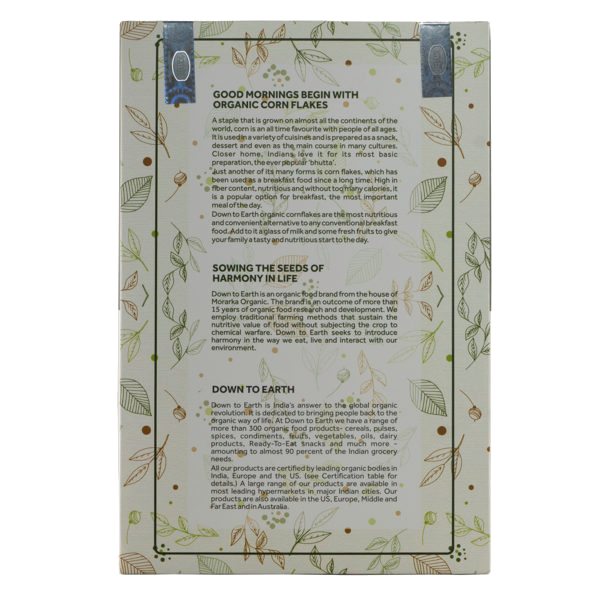 GOOD MORNINGS BEGIN WITH
ORGANIC CORN FLAKES
A staple that is grown on almost all the continents of the
world, corn is an all time favourite with people of all ages.
It is used in a variety of cuisines and is prepared as a snack,
dessert and even as the main course in many cultures.
Closer home, Indians love it for its most basic
preparation, the ever popular 'bhutta'.
Just another of its many forms is corn flakes, which has
been used as a breakfast food since a long time. High in
fiber content, nutritious and without too many calories, it
is a popular option for breakfast, the most important
meal of the day.
Down to Earth organic cornflakes are the most nutritious
and convenient alternative to any conventional breakfast
food. Add to it a glass of milk and some fresh fruits to give
your family a tasty and nutritious start to the day.
SOWING THE SEEDS OF
HARMONY IN LIFE
Down to Earth is an organic food brand from the house of
Morarka Organic. The brand is an outcome of more than
15 years of organic food research and development. We
employ traditional farming methods that sustain the
nutritive value of food without subjecting the crop to
chemical warfare. Down to Earth seeks to introduce
harmony in the way we eat, live and interact with our
environment.
DOWN TO EARTH
Down to Earth is India's answer to the global organic
revolution. It is dedicated to bringing people back to the
organic way of life. At Down to Earth we have a range of
more than 300 organic food products- cereals, pulses,
spices, condiments, fruits, vegetables, oils, dairy
products, Ready-To-Eat snacks and much more -
amounting to almost 90 percent of the Indian grocery
needs.
All our products are certified by leading organic bodies in
India, Europe and the US. (see Certification table for
details.) A large range of our products are available in
most leading hypermarkets in major Indian cities. Our
products are also available in the US, Europe, Middle and
Far East and in Australia.